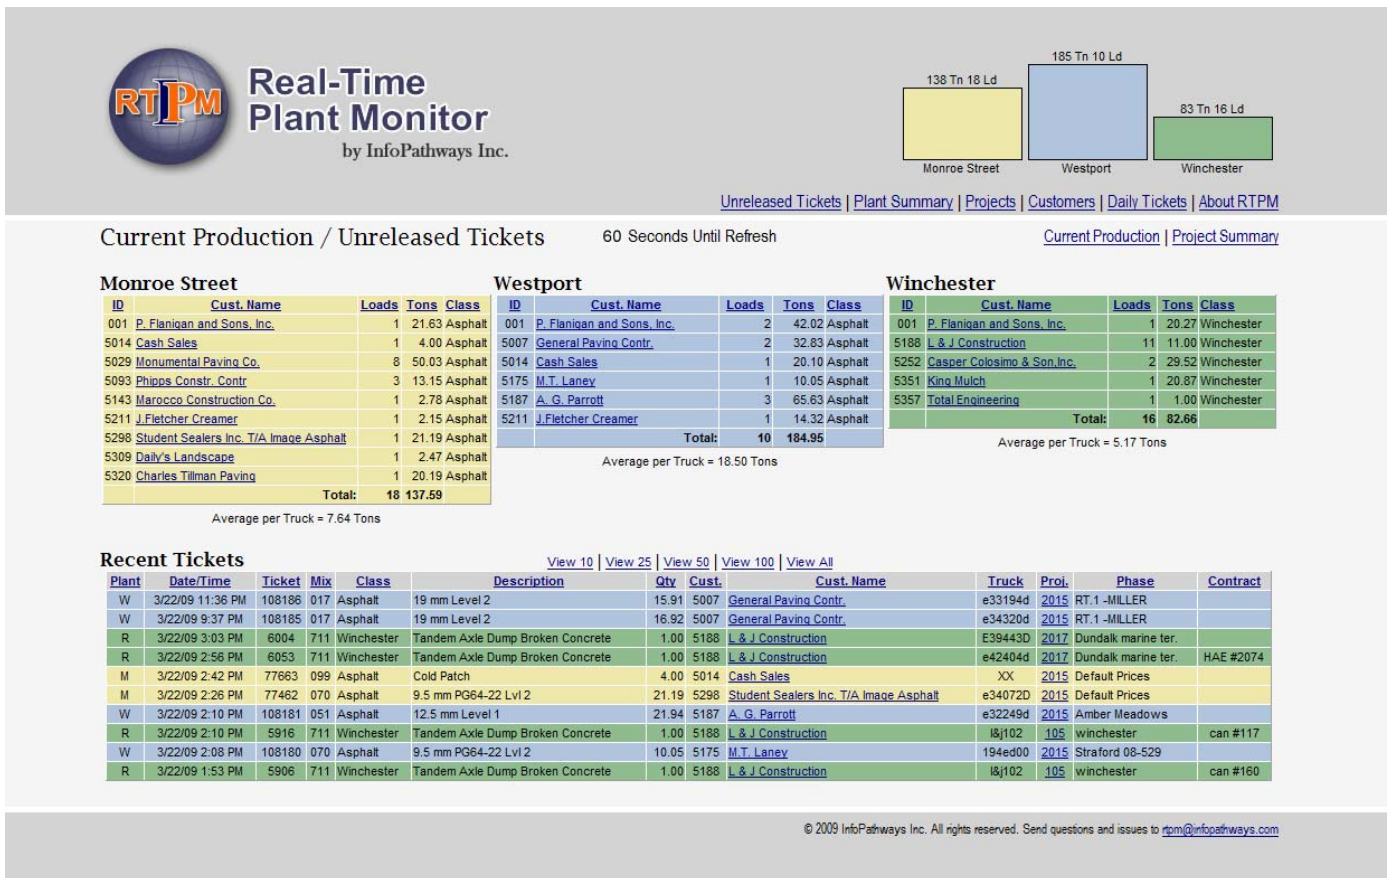 RTPM
Real-Time
Plant Monitor
by InfoPathways Inc.
138 Tn 18 Ld
185 Tn 10 Ld
83 Tn 16 Ld
Monroe Street Westport Winchester
Unreleased Tickets | Plant Summary | Projects | Customers | Daily Tickets | About RTPM
Current Production / Unreleased Tickets 60 Seconds Until Refresh Current Production | Project Summary
Monroe Street
ID Cust. Name Loads Tons Class
001 P. Flanigan and Sons, Inc. 1 21.63 Asphalt
5014 Cash Sales 1 4.00 Asphalt
5029 Monumental Paving Co. 8 50.03 Asphalt
5093 Phipps Constr. Contr 3 13.15 Asphalt
5143 Marocco Construction Co. 1 2.78 Asphalt
5211 J.Fletcher Creamer 1 2.15 Asphalt
5298 Student Sealers Inc. T/A Image Asphalt 1 21.19 Asphalt
5309 Daily's Landscape 1 2.47 Asphalt
5320 Charles Tillman Paving 1 20.19 Asphalt
Total: 18 137.59
Average per Truck = 7.64 Tons
Westport
ID Cust. Name Loads Tons Class
001 P. Flanigan and Sons, Inc. 2 42.02 Asphalt
5007 General Paving Contr. 2 32.83 Asphalt
5014 Cash Sales 1 20.10 Asphalt
5175 M.T. Laney 1 10.05 Asphalt
5187 A. G. Parrott 3 65.63 Asphalt
5211 J.Fletcher Creamer 1 14.32 Asphalt
Total: 10 184.95
Average per Truck = 18.50 Tons
Winchester
ID Cust. Name Loads Tons Class
001 P. Flanigan and Sons, Inc. 1 20.27 Winchester
5188 L & J Construction 11 11.00 Winchester
5252 Casper Colosimo & Son,Inc. 2 29.52 Winchester
5351 King Mulch 1 20.87 Winchester
5357 Total Engineering 1 1.00 Winchester
Total: 16 82.66
Average per Truck = 5.17 Tons
Recent Tickets View 10 | View 25 | View 50 | View 100 | View All
Plant Date/Time Ticket Mix Class Description Qty Cust. Cust. Name Truck Proj. Phase Contract
W 3/22/09 11:36 PM 108186 017 Asphalt 19 mm Level 2 15.91 5007 General Paving Contr. e33194d 2015 RT.1 -MILLER
W 3/22/09 9:37 PM 108185 017 Asphalt 19 mm Level 2 16.92 5007 General Paving Contr. e34320d 2015 RT.1 -MILLER
R 3/22/09 3:03 PM 6004 711 Winchester Tandem Axle Dump Broken Concrete 1.00 5188 L & J Construction E39443D 2017 Dundalk marine ter.
R 3/22/09 2:56 PM 6053 711 Winchester Tandem Axle Dump Broken Concrete 1.00 5188 L & J Construction e42404d 2017 Dundalk marine ter. HAE #2074
M 3/22/09 2:42 PM 77663 099 Asphalt Cold Patch 4.00 5014 Cash Sales XX 2015 Default Prices
M 3/22/09 2:26 PM 77462 070 Asphalt 9.5 mm PG64-22 Lvl 2 21.19 5298 Student Sealers Inc. T/A Image Asphalt e34072D 2015 Default Prices
W 3/22/09 2:10 PM 108181 051 Asphalt 12.5 mm Level 1 21.94 5187 A. G. Parrott e32249d 2015 Amber Meadows
R 3/22/09 2:10 PM 5916 711 Winchester Tandem Axle Dump Broken Concrete 1.00 5188 L & J Construction l&j102 105 winchester can #117
W 3/22/09 2:08 PM 108180 070 Asphalt 9.5 mm PG64-22 Lvl 2 10.05 5175 M.T. Laney 194ed00 2015 Straford 08-529
R 3/22/09 1:53 PM 5906 711 Winchester Tandem Axle Dump Broken Concrete 1.00 5188 L & J Construction l&j102 105 winchester can #160
© 2009 InfoPathways Inc. All rights reserved. Send questions and issues to rtpm@infopathways.com